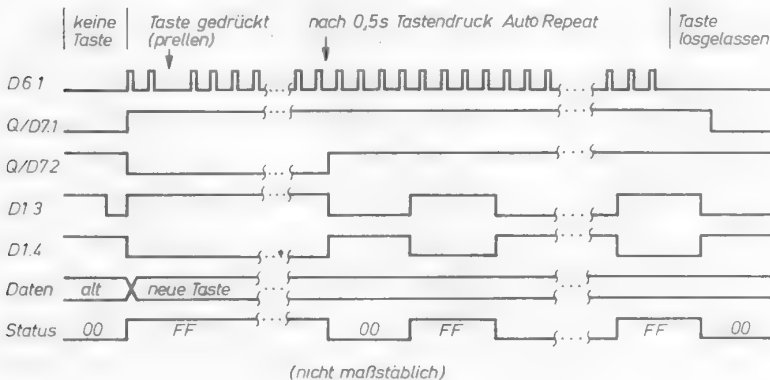 keine
Taste
Taste gedrückt
(prellen)
nach 0,5s Tastendruck Auto Repeat
Taste
losgelassen
D6.1
Q/D7.1
Q/D7.2
D1.3
D1.4
Daten alt neue Taste
Status 00 FF 00 FF FF 00
(nicht maßstäblich)